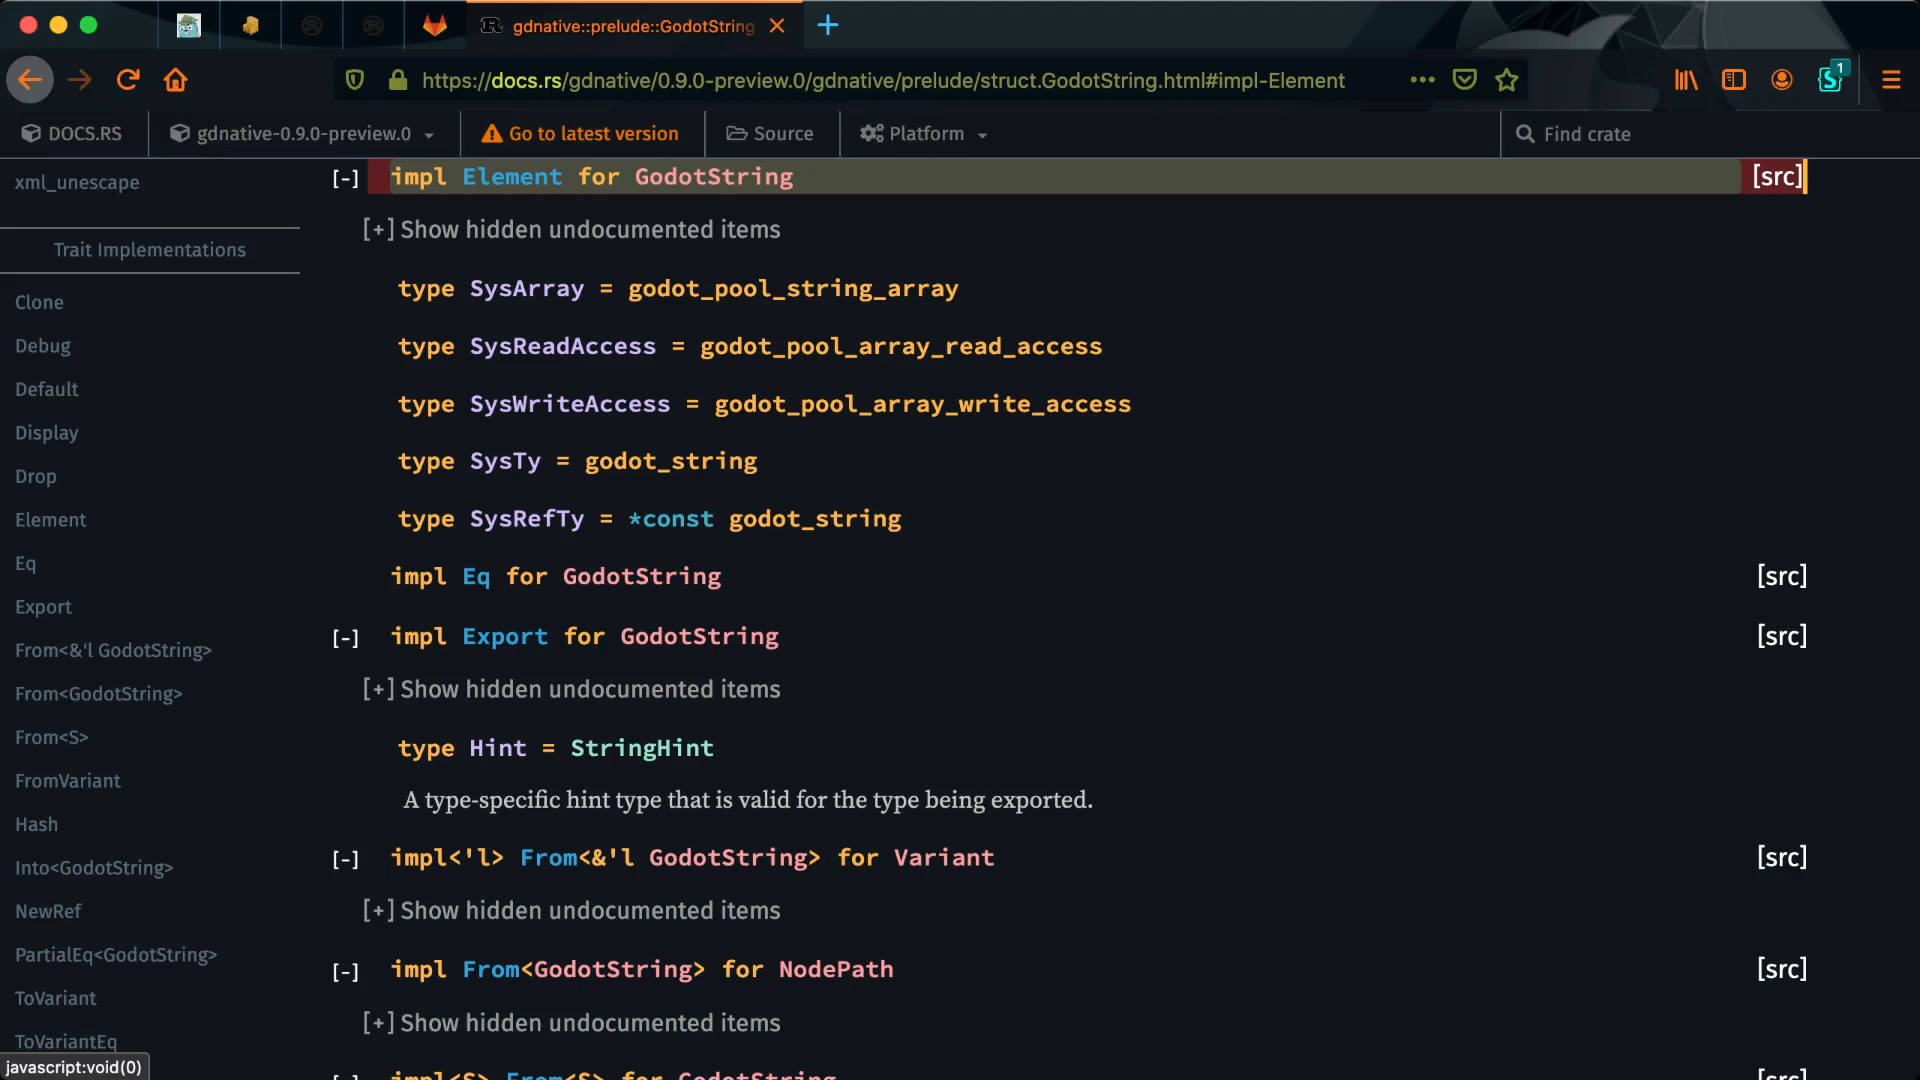 gdnative::prelude::GodotString
https://docs.rs/gdnative/0.9.0-preview.0/gdnative/prelude/struct.GodotString.html#impl-Element
1
DOCS.RS
gdnative-0.9.0-preview.0
Go to latest version
Source
Platform
Find crate
xml_unescape
Trait Implementations
Clone
Debug
Default
Display
Drop
Element
Eq
Export
From<&'l GodotString>
From<GodotString>
From<S>
FromVariant
Hash
Into<GodotString>
NewRef
PartialEq<GodotString>
ToVariant
ToVariantEq
javascript:void(0)
[-] impl Element for GodotString [src]
[+] Show hidden undocumented items
type SysArray = godot_pool_string_array
type SysReadAccess = godot_pool_array_read_access
type SysWriteAccess = godot_pool_array_write_access
type SysTy = godot_string
type SysRefTy = *const godot_string
impl Eq for GodotString [src]
[-] impl Export for GodotString [src]
[+] Show hidden undocumented items
type Hint = StringHint
A type-specific hint type that is valid for the type being exported.
[-] impl<'l> From<&'l GodotString> for Variant [src]
[+] Show hidden undocumented items
[-] impl From<GodotString> for NodePath [src]
[+] Show hidden undocumented items
[-] impl<S> From<S> for GodotString [src]